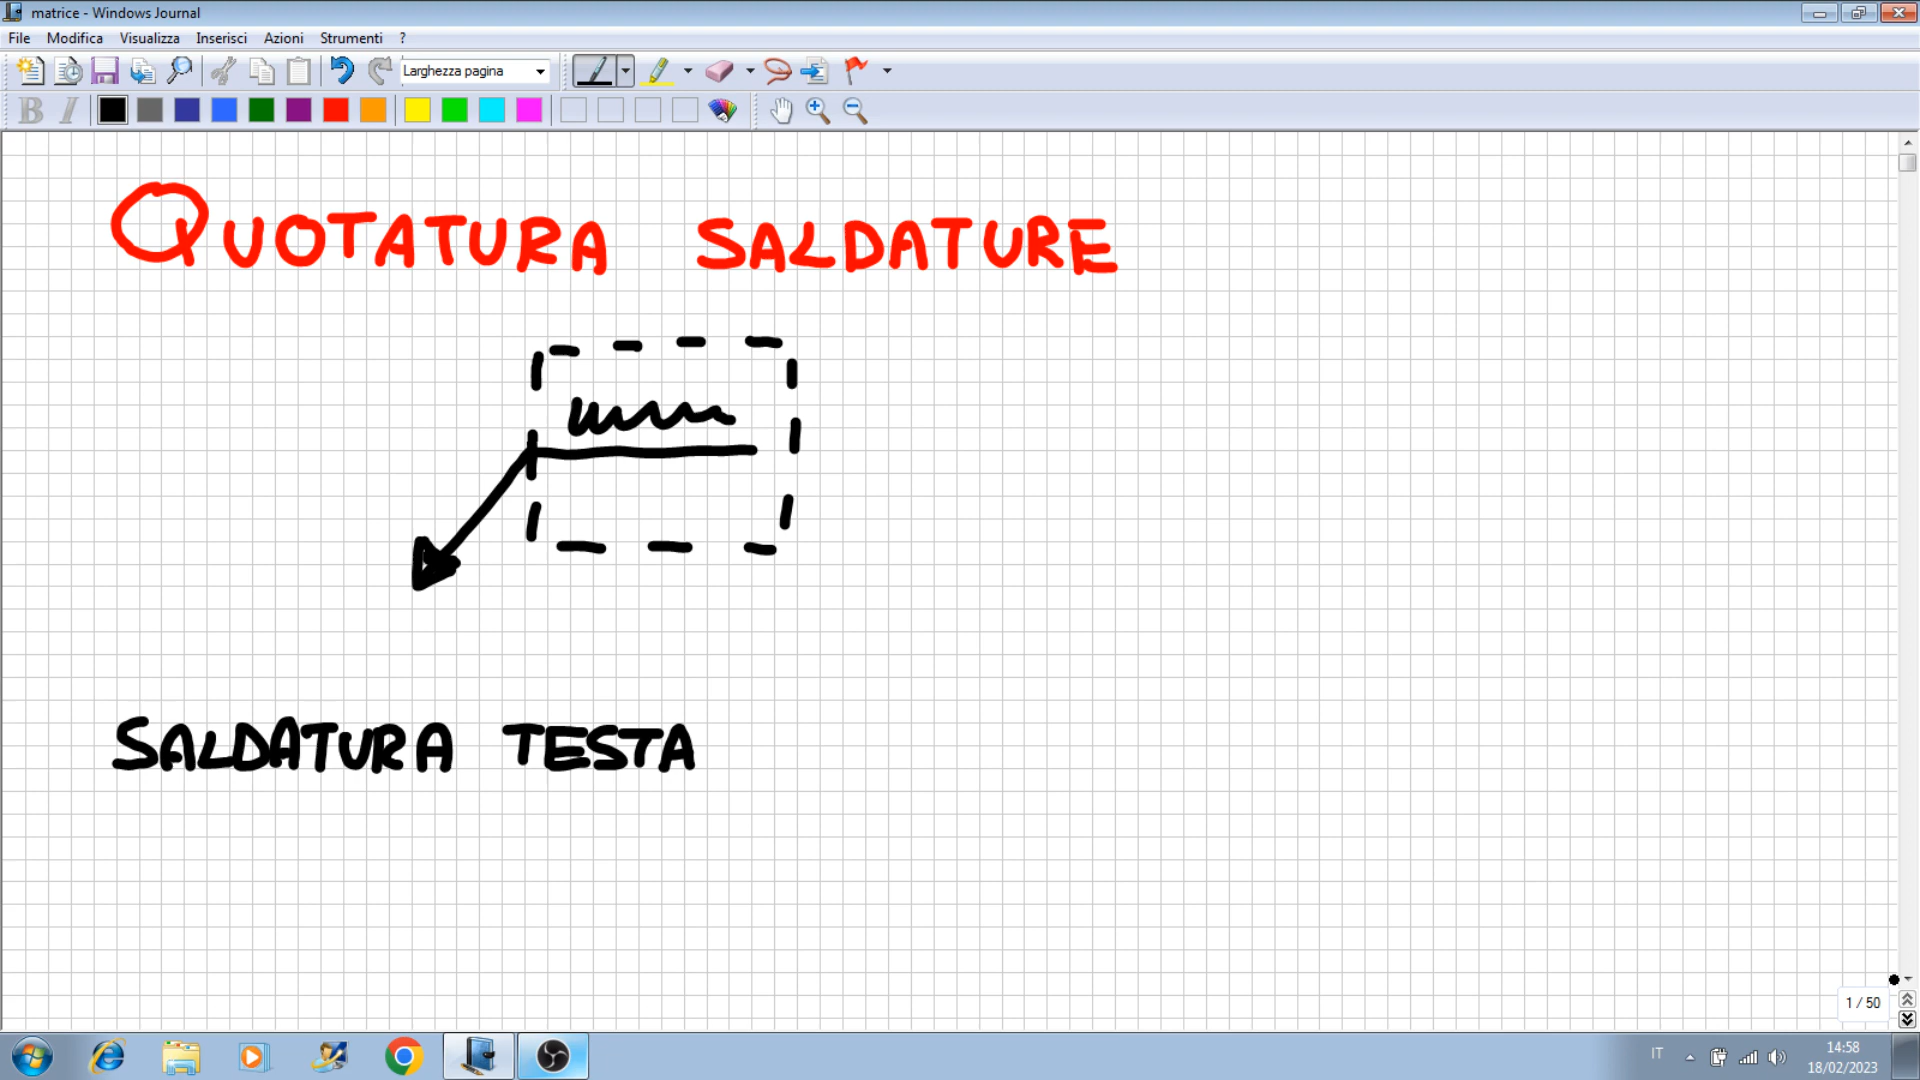 matrice - Windows Journal
File Modifica Visualizza Inserisci Azioni Strumenti ?
Larghezza pagina
B I
QUOTATURA SALDATURE
SALDATURA TESTA
1 / 50
IT
14:58
18/02/2023